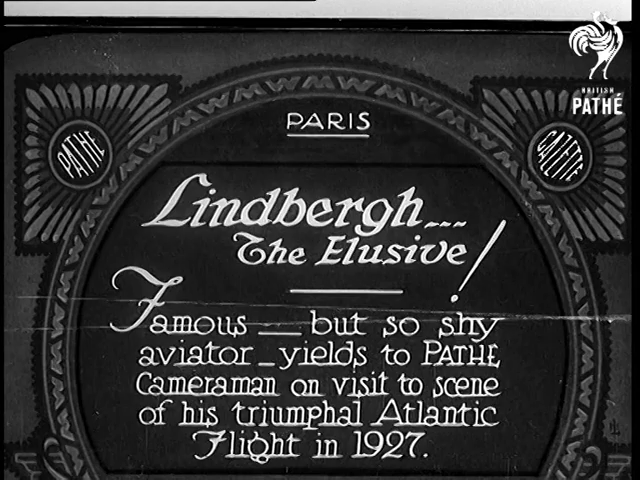 BRITISH
PATHÉ
PATHE
GAZETTE
PARIS
Lindbergh---
The Elusive!
Famous — but so shy
aviator — yields to PATHE
Cameraman on visit to scene
of his triumphal Atlantic
Flight in 1927.